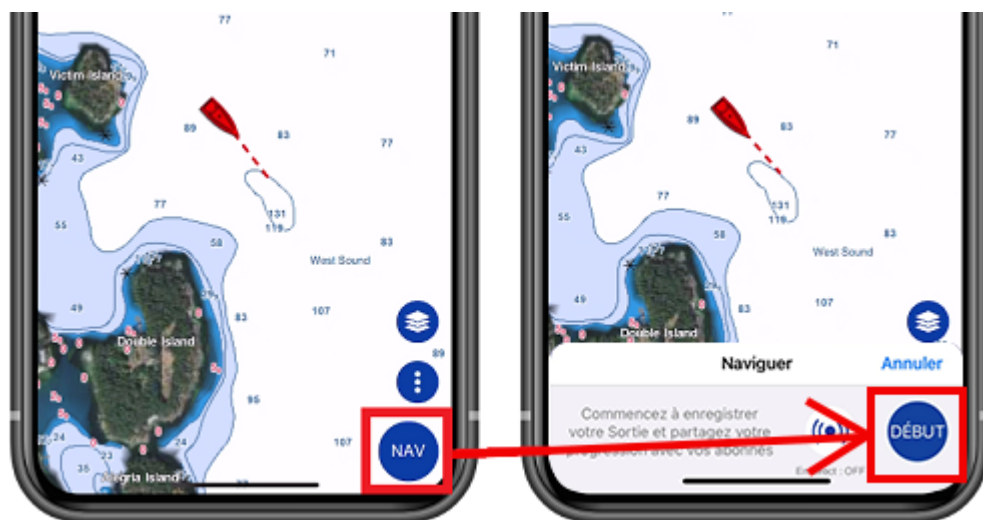 77
71
Victim Island
89
83
77
43
77
131
119
55
58
83
West Sound
49
83
107
Double Island
89
95
24
24
23
35
107
NAV
71
Victim Island
89
83
77
43
77
131
119
55
58
83
West Sound
49
83
107
Double Island
Naviguer
Annuler
Commencez à enregistrer
votre Sortie et partagez votre
progression avec vos abonnés
DÉBUT